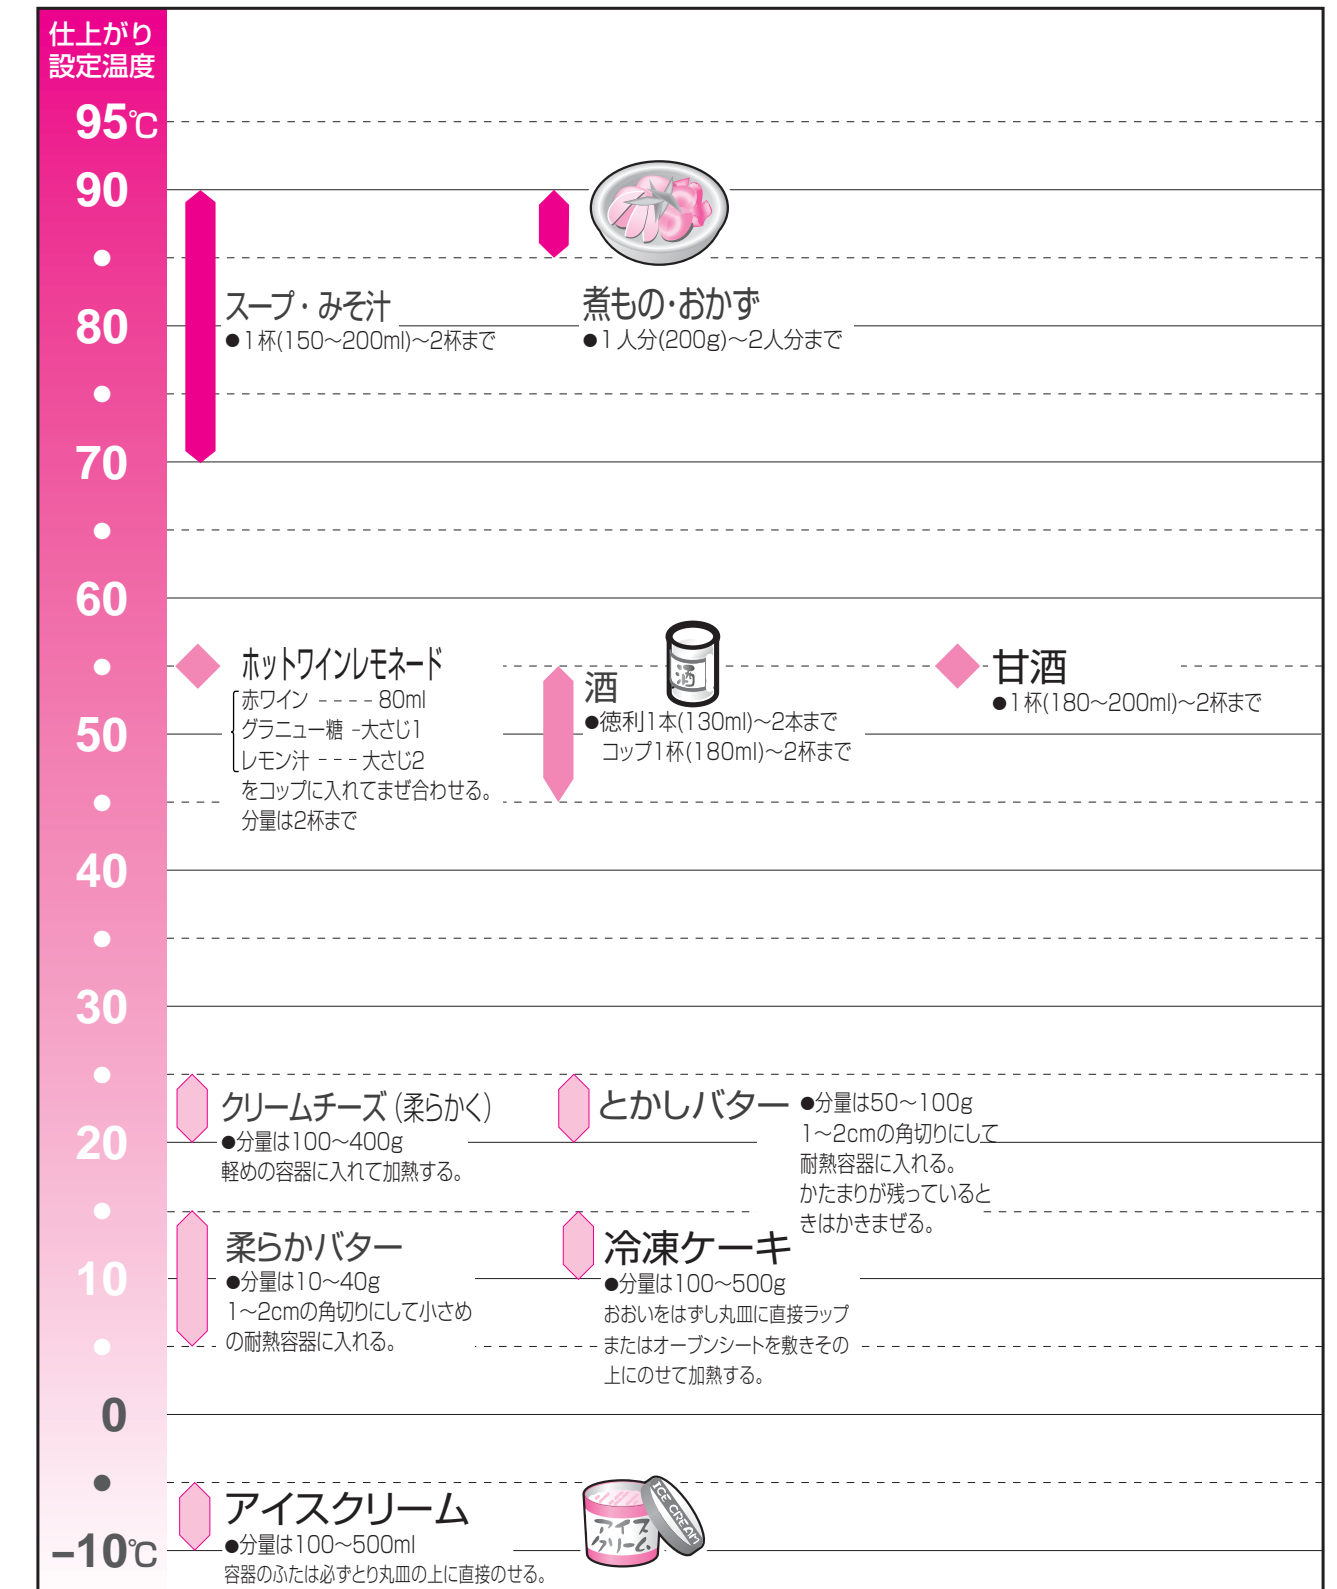 仕上がり
設定温度
95℃
90
スープ・みそ汁
●1杯(150～200ml)～2杯まで
煮もの・おかず
●1人分(200g)～2人分まで
80
70
60
ホットワインレモネード
赤ワイン ---- 80ml
グラニュー糖 -大さじ1
レモン汁 --- 大さじ2
をコップに入れてまぜ合わせる。
分量は2杯まで
酒
酒
●徳利1本(130ml)～2本まで
コップ1杯(180ml)～2杯まで
甘酒
●1杯(180～200ml)～2杯まで
50
40
30
クリームチーズ(柔らかく)
●分量は100～400g
軽めの容器に入れて加熱する。
とかしバター
●分量は50～100g
1～2cmの角切りにして
耐熱容器に入れる。
かたまりが残っていると
きはかきまぜる。
20
柔らかバター
●分量は10～40g
1～2cmの角切りにして小さめ
の耐熱容器に入れる。
冷凍ケーキ
●分量は100～500g
おおいをはずし丸皿に直接ラップ
またはオーブンシートを敷きその
上にのせて加熱する。
10
0
アイスクリーム
●分量は100～500ml
容器のふたは必ずとり丸皿の上に直接のせる。
ICE CREAM
アイス
クリーム
−10℃